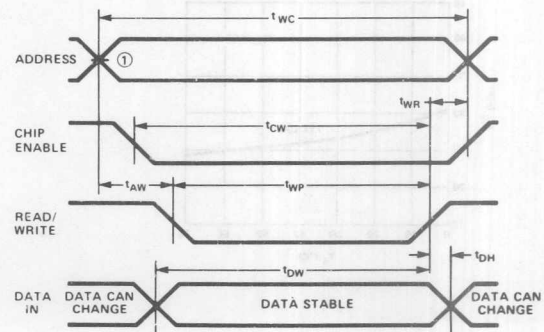 tWC
ADDRESS
①
tWR
tCW
CHIP
ENABLE
tAW
tWP
READ/
WRITE
tDH
tDW
DATA
IN
DATA CAN
CHANGE
DATA STABLE
DATA CAN
CHANGE